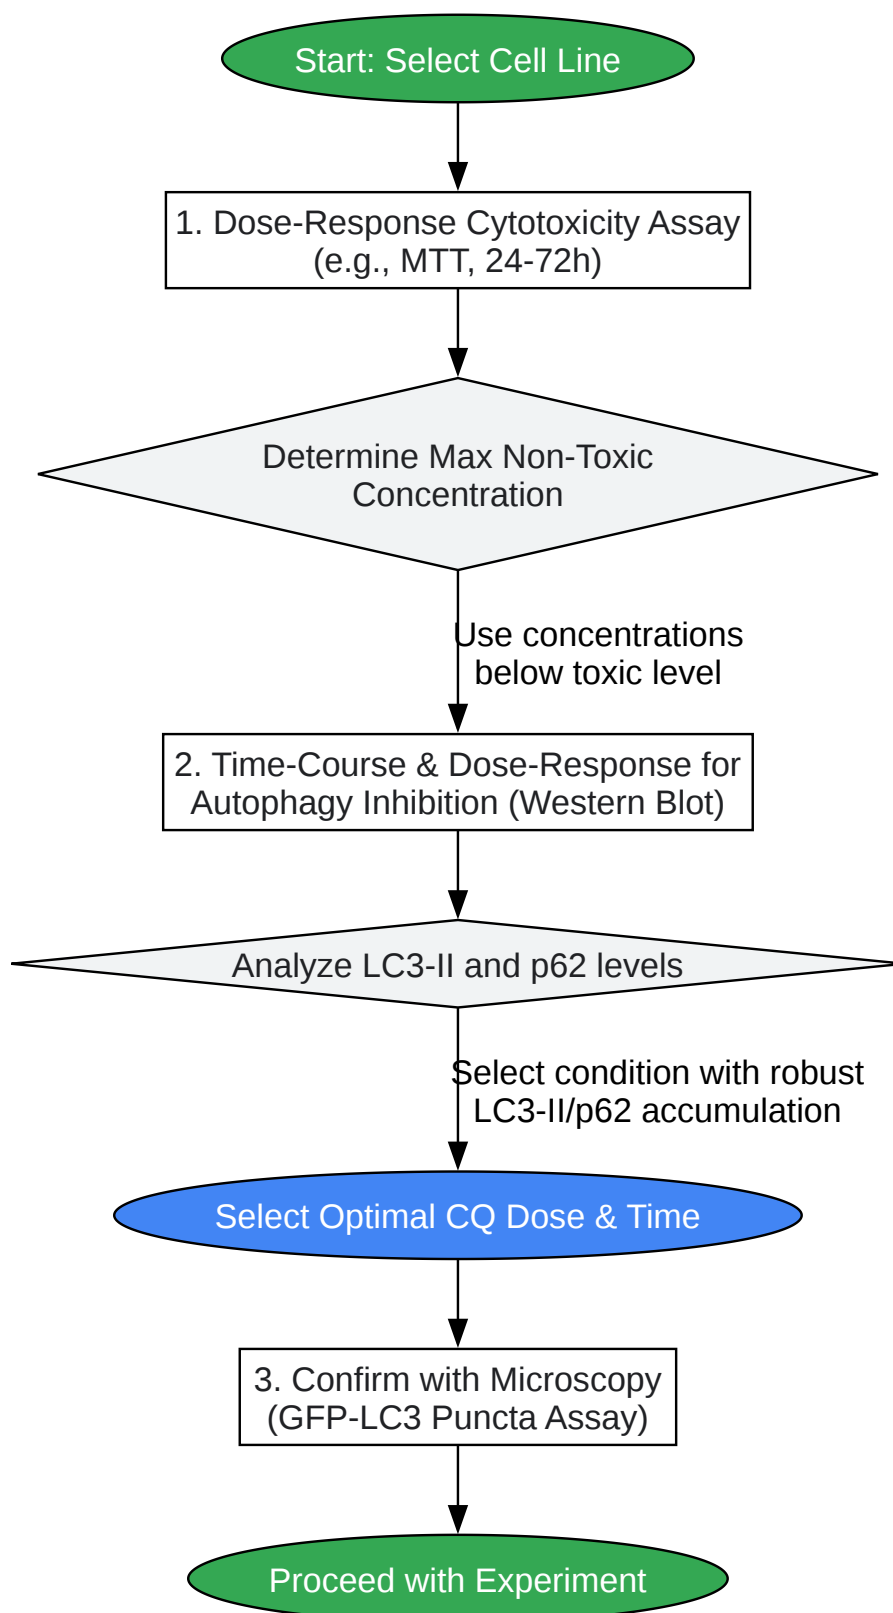 Start: Select Cell Line
1. Dose-Response Cytotoxicity Assay
(e.g., MTT, 24-72h)
Determine Max Non-Toxic
Concentration
Use concentrations
below toxic level
2. Time-Course & Dose-Response for
Autophagy Inhibition (Western Blot)
Analyze LC3-II and p62 levels
Select condition with robust
LC3-II/p62 accumulation
Select Optimal CQ Dose & Time
3. Confirm with Microscopy
(GFP-LC3 Puncta Assay)
Proceed with Experiment